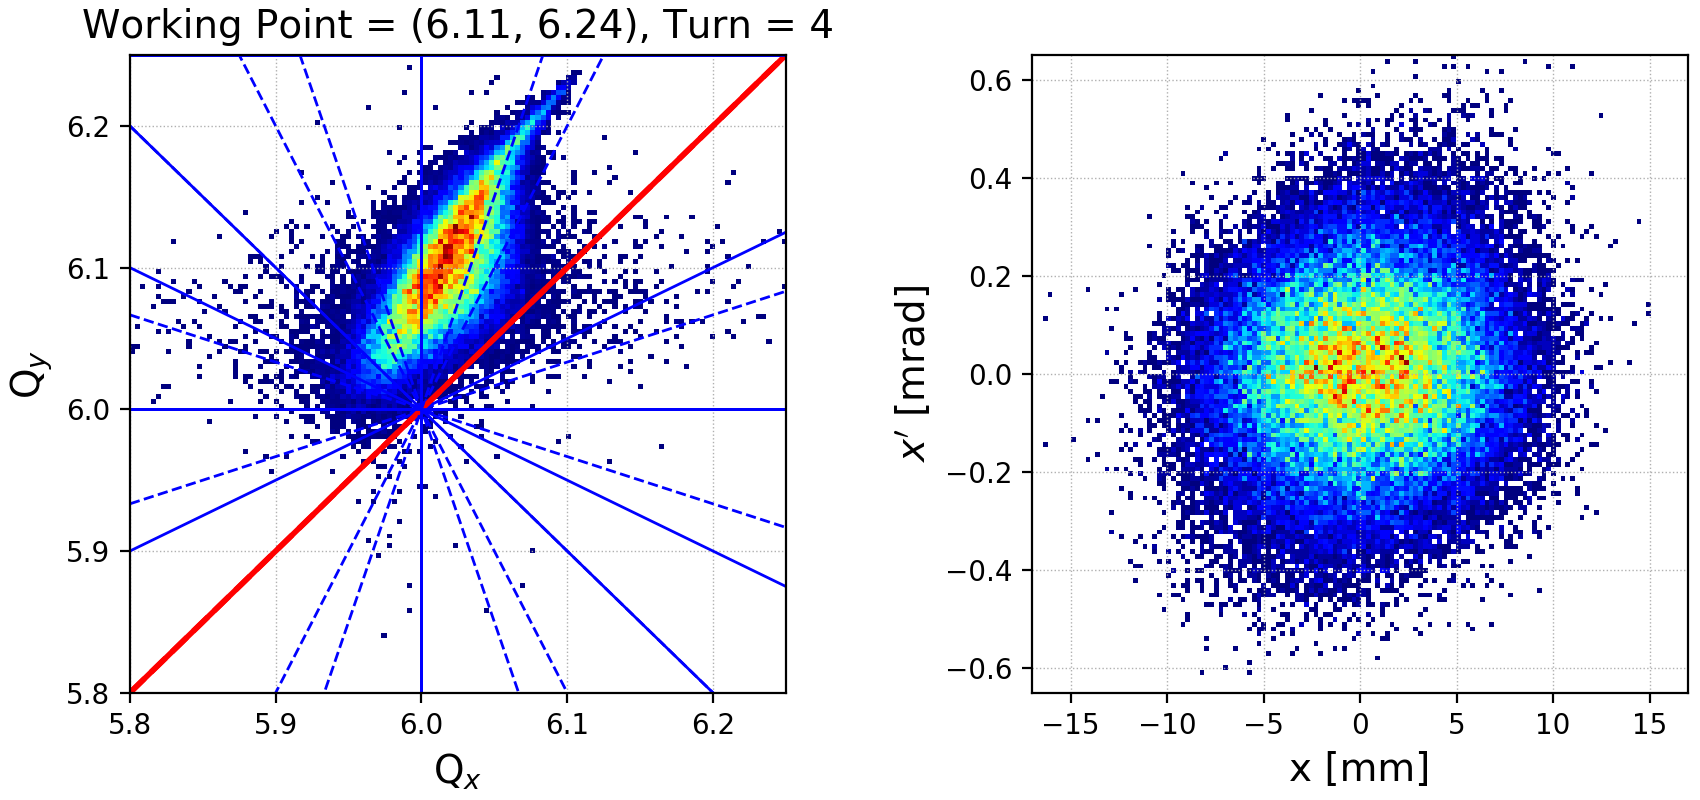 Working Point = (6.11, 6.24), Turn = 4
6.2
6.1
6.0
5.9
5.8
Q_y
5.8 5.9 6.0 6.1 6.2
Q_x
0.6
0.4
0.2
0.0
−0.2
−0.4
−0.6
x′ [mrad]
−15 −10 −5 0 5 10 15
x [mm]